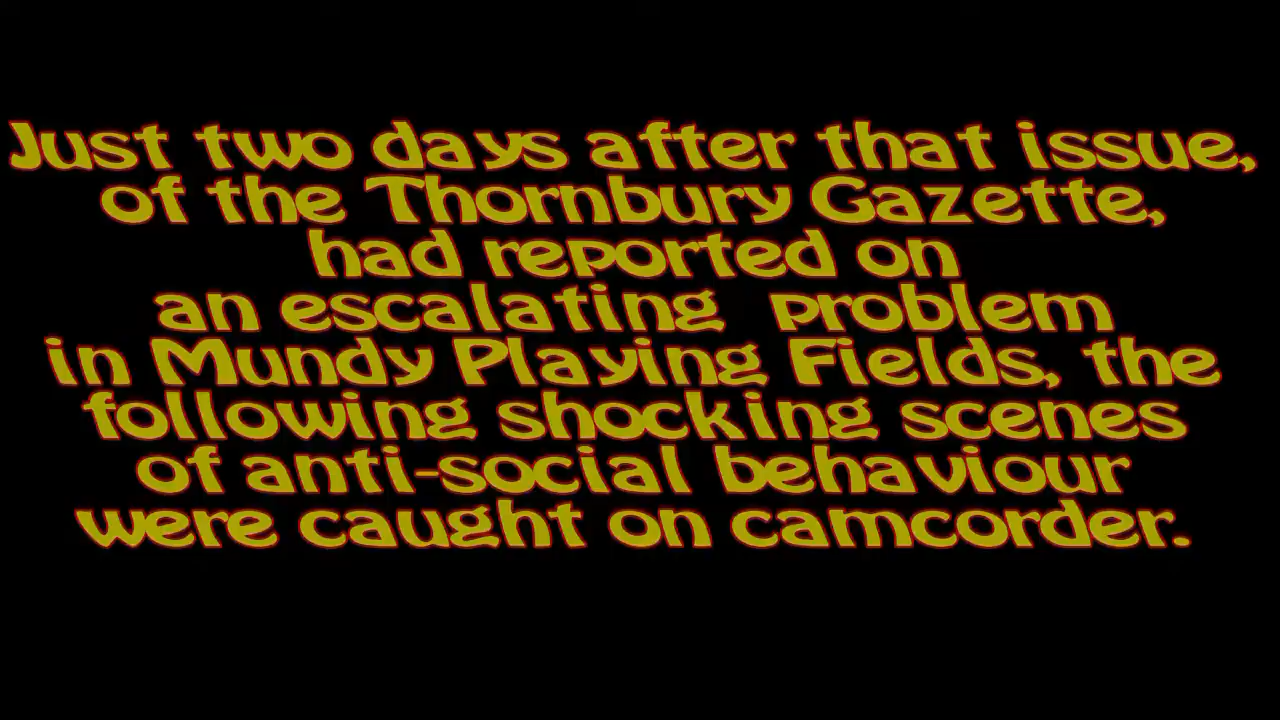 Just two days after that issue,
of the Thornbury Gazette,
had reported on
an escalating problem
in Mundy Playing Fields, the
following shocking scenes
of anti-social behaviour
were caught on camcorder.